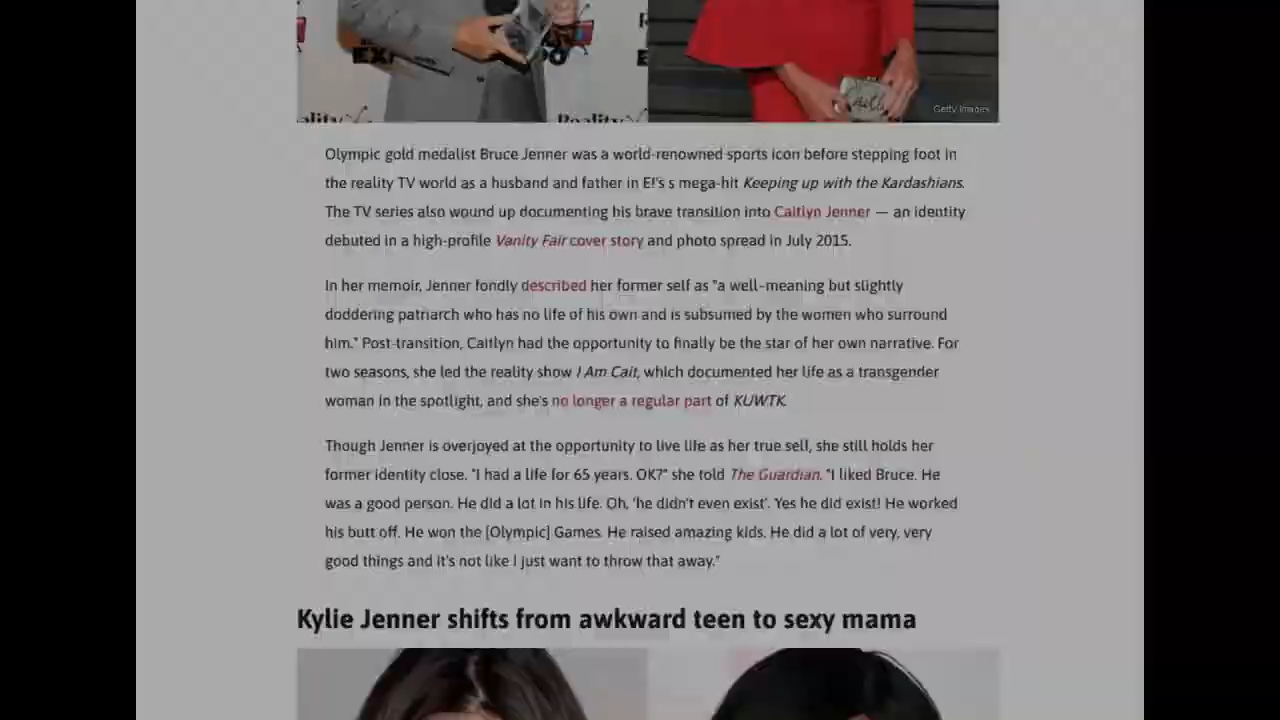 EXPO
ality
Reality
Getty Images
Olympic gold medalist Bruce Jenner was a world-renowned sports icon before stepping foot in
the reality TV world as a husband and father in E!'s s mega-hit Keeping up with the Kardashians.
The TV series also wound up documenting his brave transition into Caitlyn Jenner — an identity
debuted in a high-profile Vanity Fair cover story and photo spread in July 2015.
In her memoir, Jenner fondly described her former self as "a well-meaning but slightly
doddering patriarch who has no life of his own and is subsumed by the women who surround
him." Post-transition, Caitlyn had the opportunity to finally be the star of her own narrative. For
two seasons, she led the reality show I Am Cait, which documented her life as a transgender
woman in the spotlight, and she's no longer a regular part of KUWTK.
Though Jenner is overjoyed at the opportunity to live life as her true self, she still holds her
former identity close. "I had a life for 65 years. OK?" she told The Guardian. "I liked Bruce. He
was a good person. He did a lot in his life. Oh, 'he didn't even exist'. Yes he did exist! He worked
his butt off. He won the [Olympic] Games. He raised amazing kids. He did a lot of very, very
good things and it's not like I just want to throw that away."
Kylie Jenner shifts from awkward teen to sexy mama